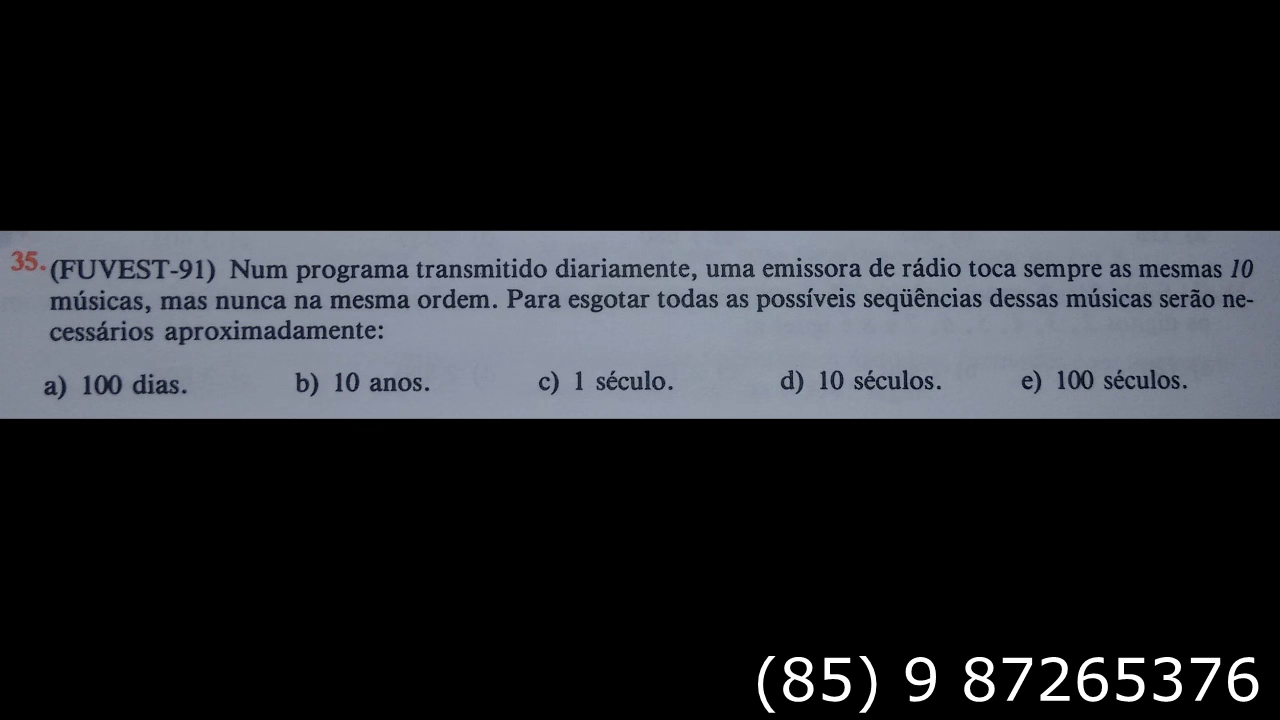 35. (FUVEST-91) Num programa transmitido diariamente, uma emissora de rádio toca sempre as mesmas 10
músicas, mas nunca na mesma ordem. Para esgotar todas as possíveis seqüências dessas músicas serão ne-
cessários aproximadamente:
a) 100 dias. b) 10 anos. c) 1 século. d) 10 séculos. e) 100 séculos.
(85) 9 87265376